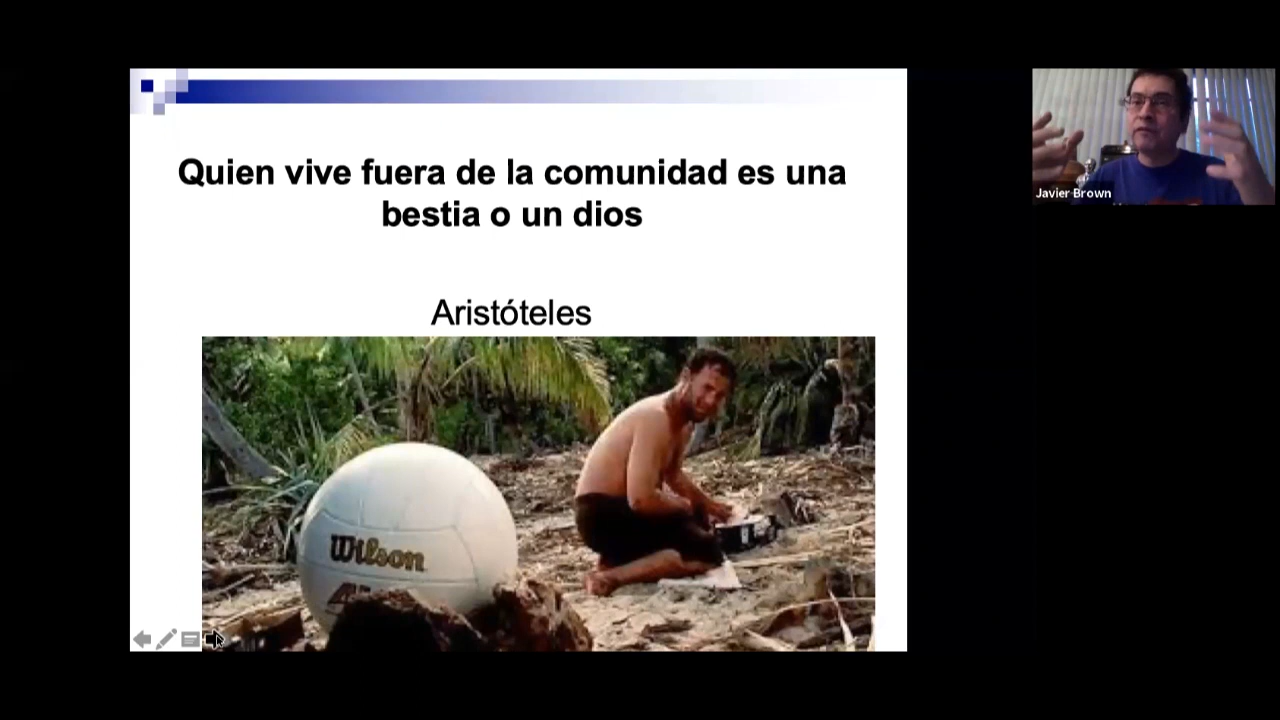 Quien vive fuera de la comunidad es una
bestia o un dios
Aristóteles
Wilson
Javier Brown